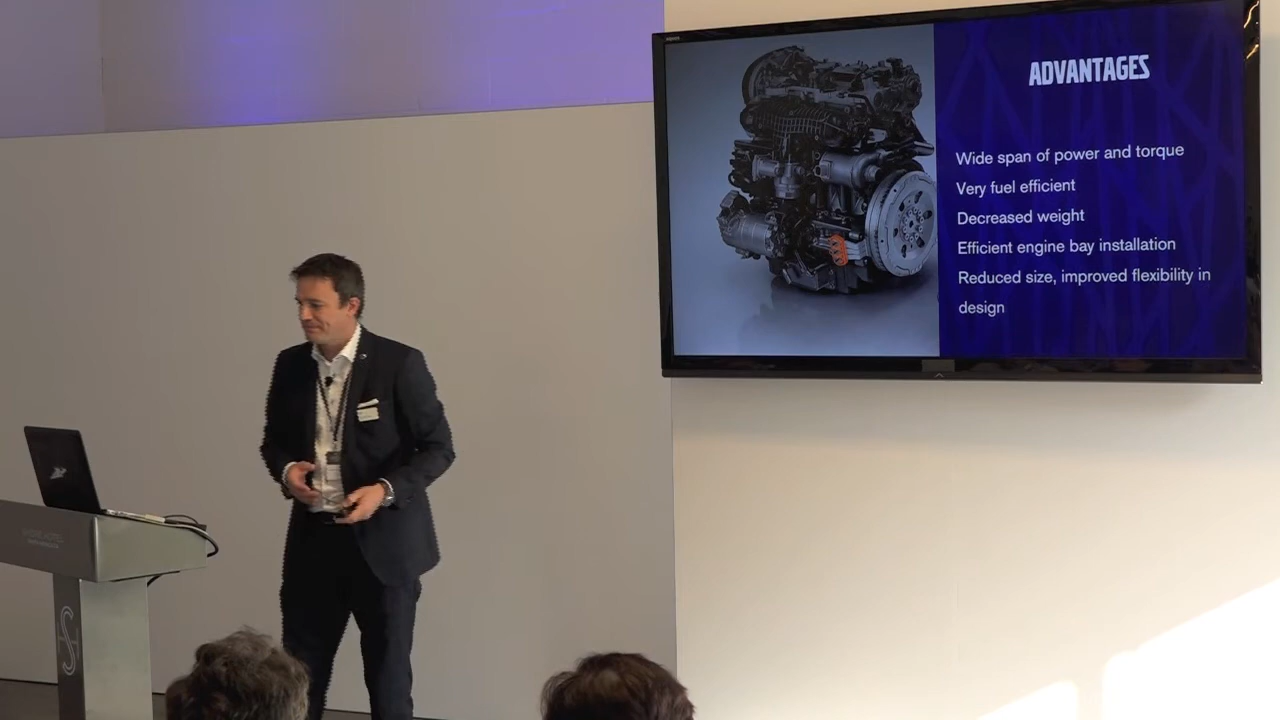 ADVANTAGES
Wide span of power and torque
Very fuel efficient
Decreased weight
Efficient engine bay installation
Reduced size, improved flexibility in
design